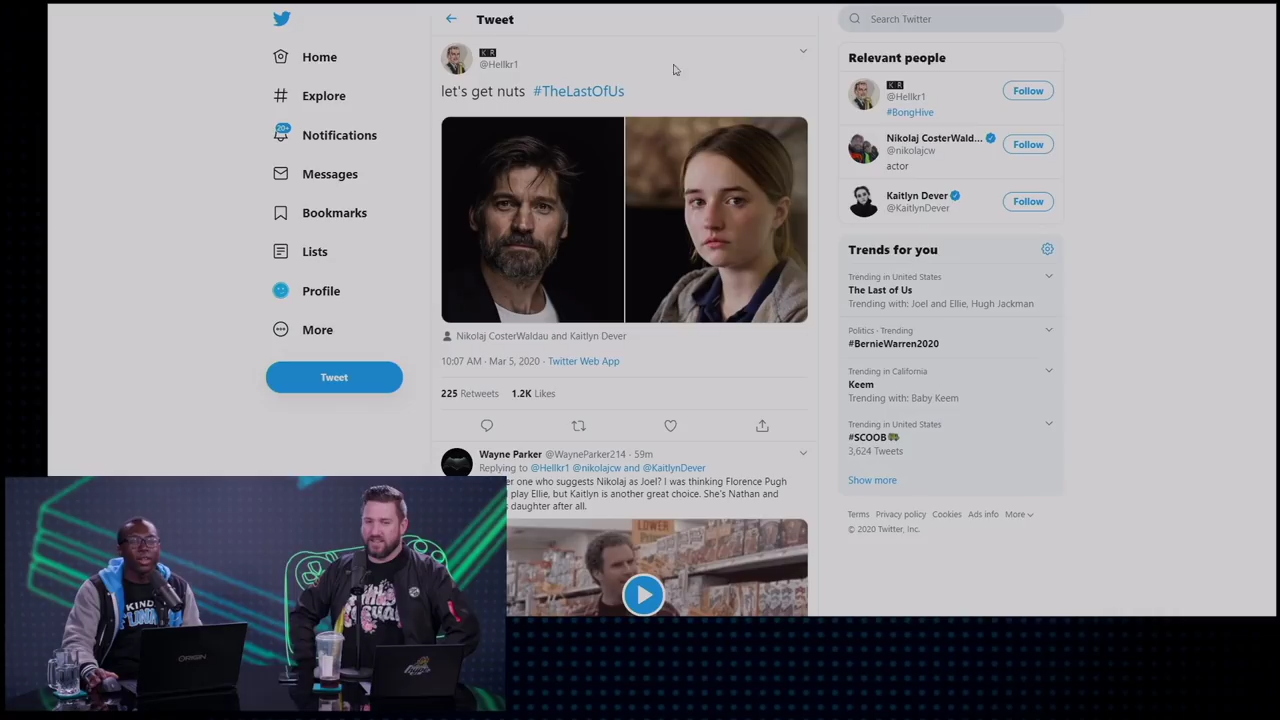 Tweet
Search Twitter
Home
Explore
20+
Notifications
Messages
Bookmarks
Lists
Profile
More
Tweet
KR
@Hellkr1
let's get nuts #TheLastOfUs
Nikolaj CosterWaldau and Kaitlyn Dever
10:07 AM · Mar 5, 2020 · Twitter Web App
225 Retweets 1.2K Likes
Wayne Parker @WayneParker214 · 59m
Replying to @Hellkr1 @nikolajcw and @KaitlynDever
er one who suggests Nikolaj as Joel? I was thinking Florence Pugh
play Ellie, but Kaitlyn is another great choice. She's Nathan and
daughter after all.
LOWER
Relevant people
KR
@Hellkr1
#BongHive
Follow
Nikolaj CosterWald...
@nikolajcw
actor
Follow
Kaitlyn Dever
@KaitlynDever
Follow
Trends for you
Trending in United States
The Last of Us
Trending with: Joel and Ellie, Hugh Jackman
Politics · Trending
#BernieWarren2020
Trending in California
Keem
Trending with: Baby Keem
Trending in United States
#SCOOB
3,624 Tweets
Show more
Terms Privacy policy Cookies Ads info More
© 2020 Twitter, Inc.
KIND
FUNN
ORIGIN